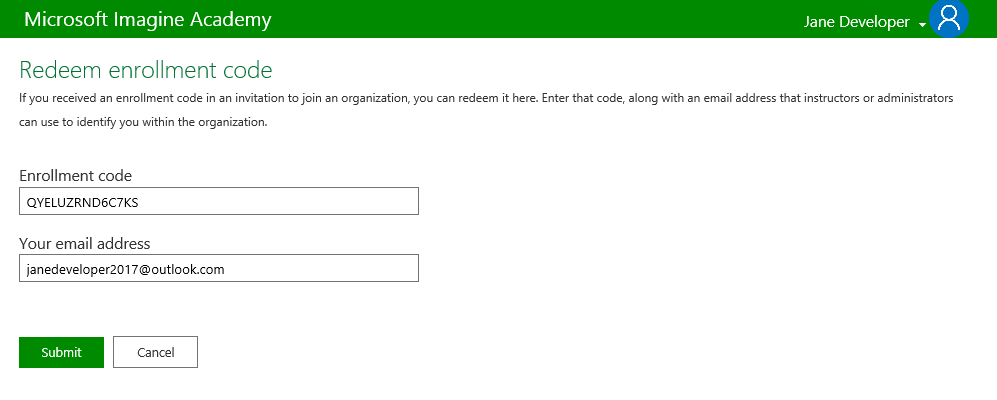 Microsoft Imagine Academy
Jane Developer
Redeem enrollment code
If you received an enrollment code in an invitation to join an organization, you can redeem it here. Enter that code, along with an email address that instructors or administrators
can use to identify you within the organization.
Enrollment code
QYELUZRND6C7KS
Your email address
janedeveloper2017@outlook.com
Submit
Cancel